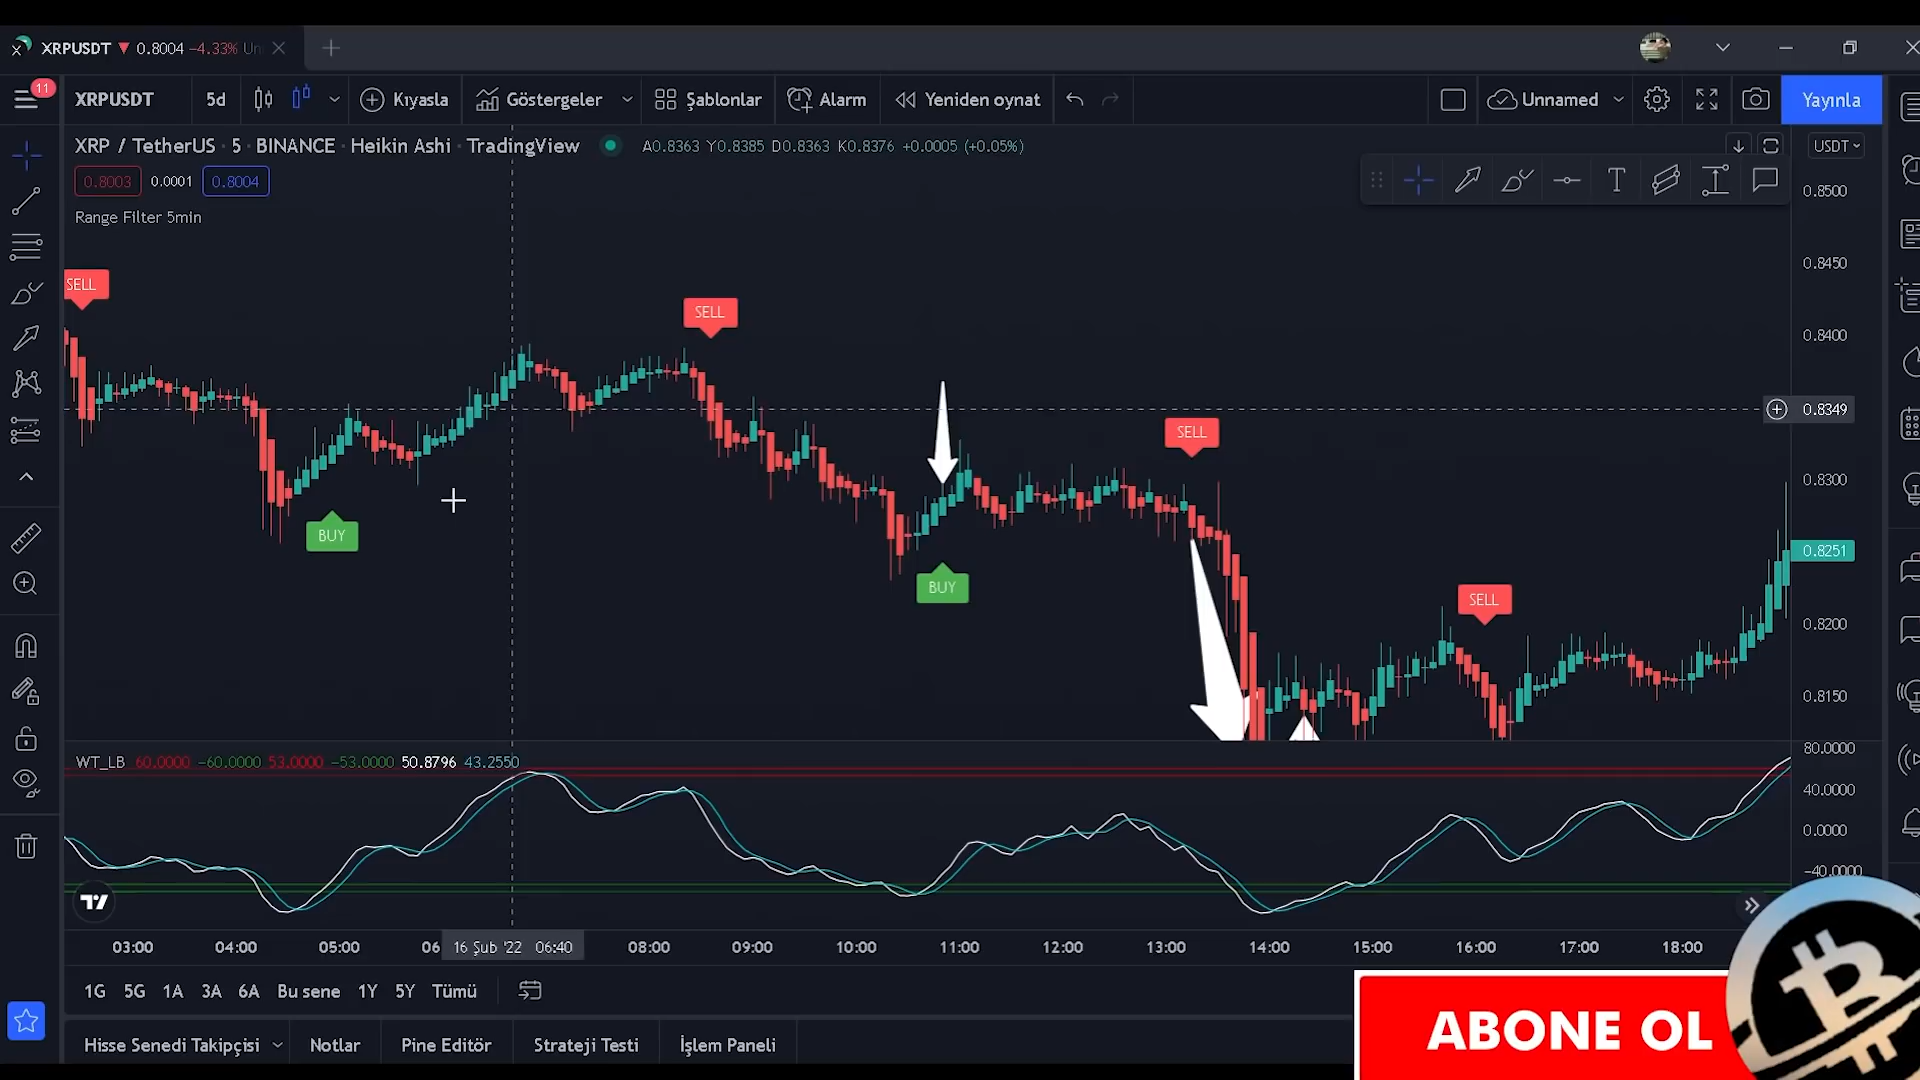 XRPUSDT ▼ 0.8004 −4.33% Un
11
XRPUSDT 5d Kıyasla Göstergeler Şablonlar Alarm Yeniden oynat Unnamed Yayınla
XRP / TetherUS · 5 · BINANCE · Heikin Ashi · TradingView A0.8363 Y0.8385 D0.8363 K0.8376 +0.0005 (+0.05%) USDT
0.8003 0.0001 0.8004
T
Range Filter 5min
0.8500
0.8450
SELL
SELL
0.8400
0.8349
SELL
0.8300
BUY
0.8251
BUY
SELL
0.8200
0.8150
WT_LB 60.0000 −60.0000 53.0000 −53.0000 50.8796 43.2550
80.0000
40.0000
0.0000
−40.0000
03:00 04:00 05:00 06 16 Şub '22 06:40 08:00 09:00 10:00 11:00 12:00 13:00 14:00 15:00 16:00 17:00 18:00
1G 5G 1A 3A 6A Bu sene 1Y 5Y Tümü
Hisse Senedi Takipçisi Notlar Pine Editör Strateji Testi İşlem Paneli
ABONE OL